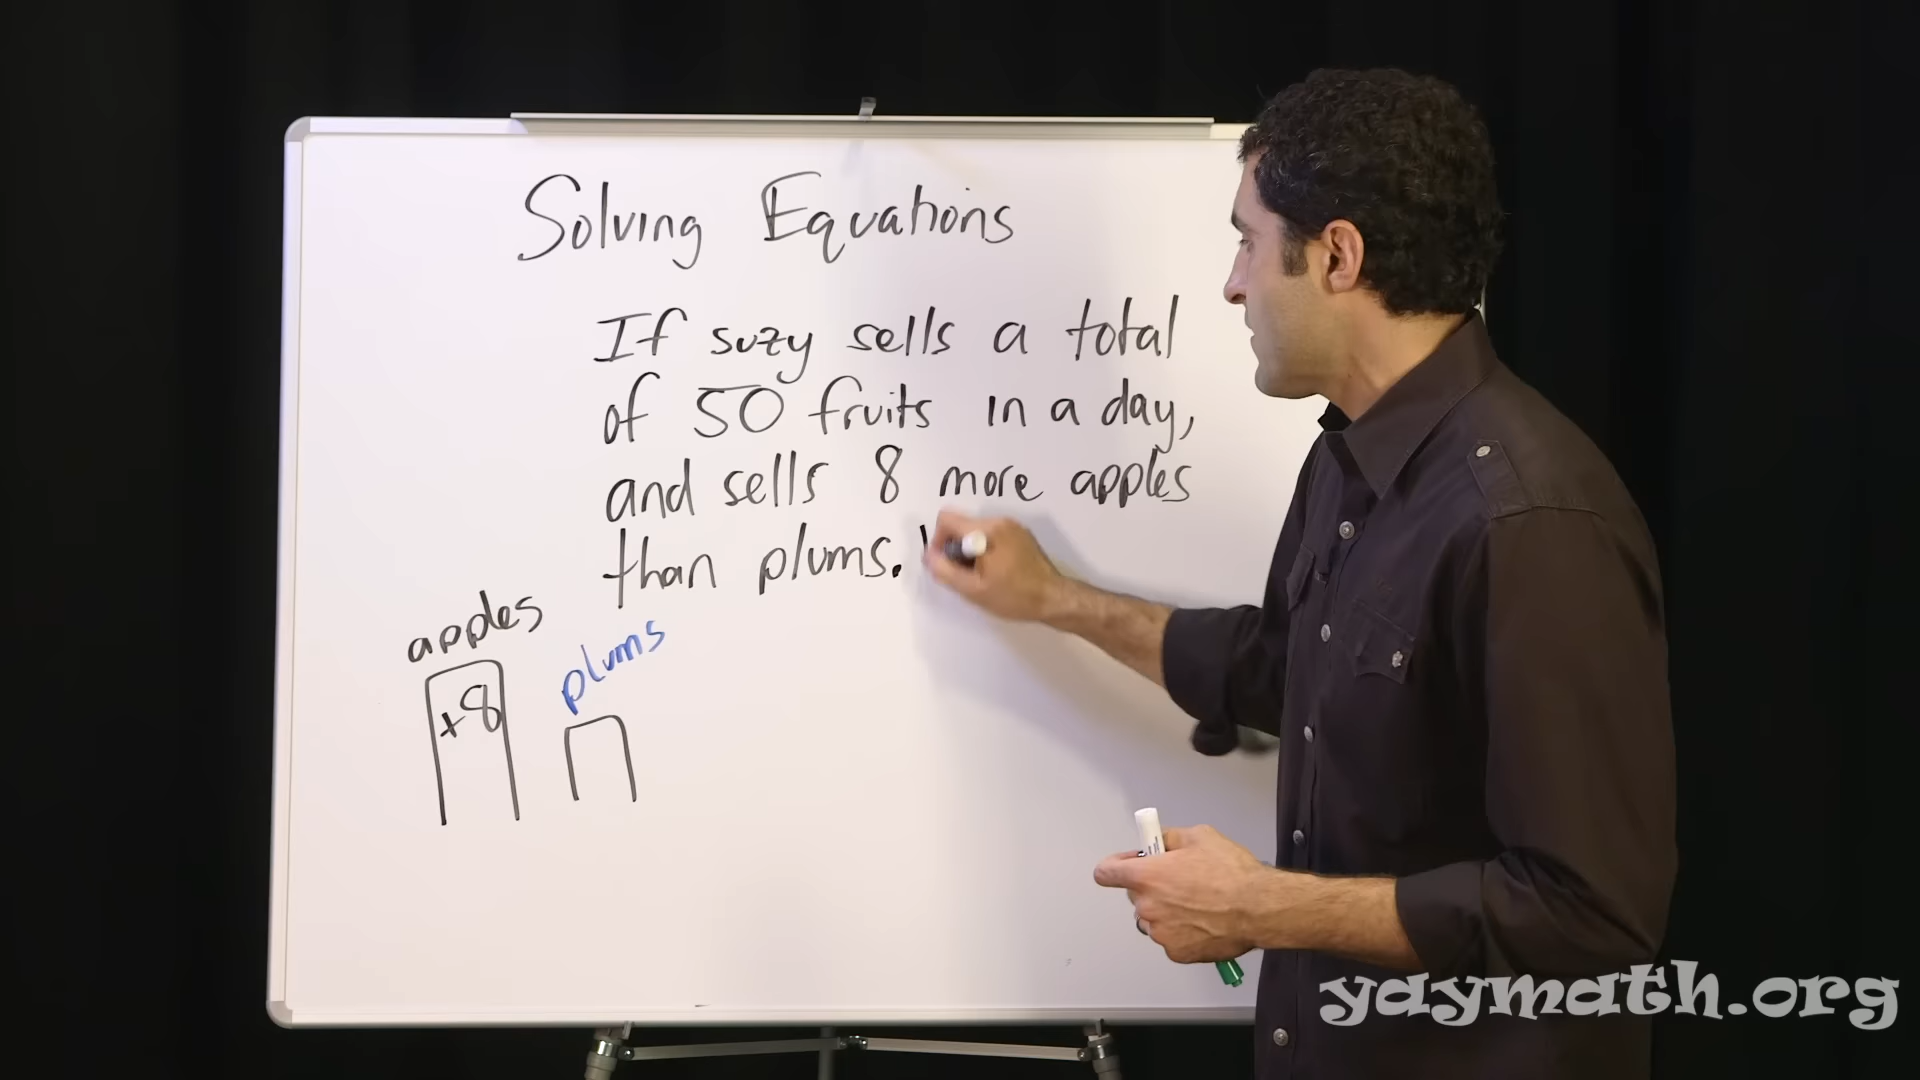 Solving Equations
If suzy sells a total
of 50 fruits in a day,
and sells 8 more apples
than plums.
apples
plums
+8
yaymath.org